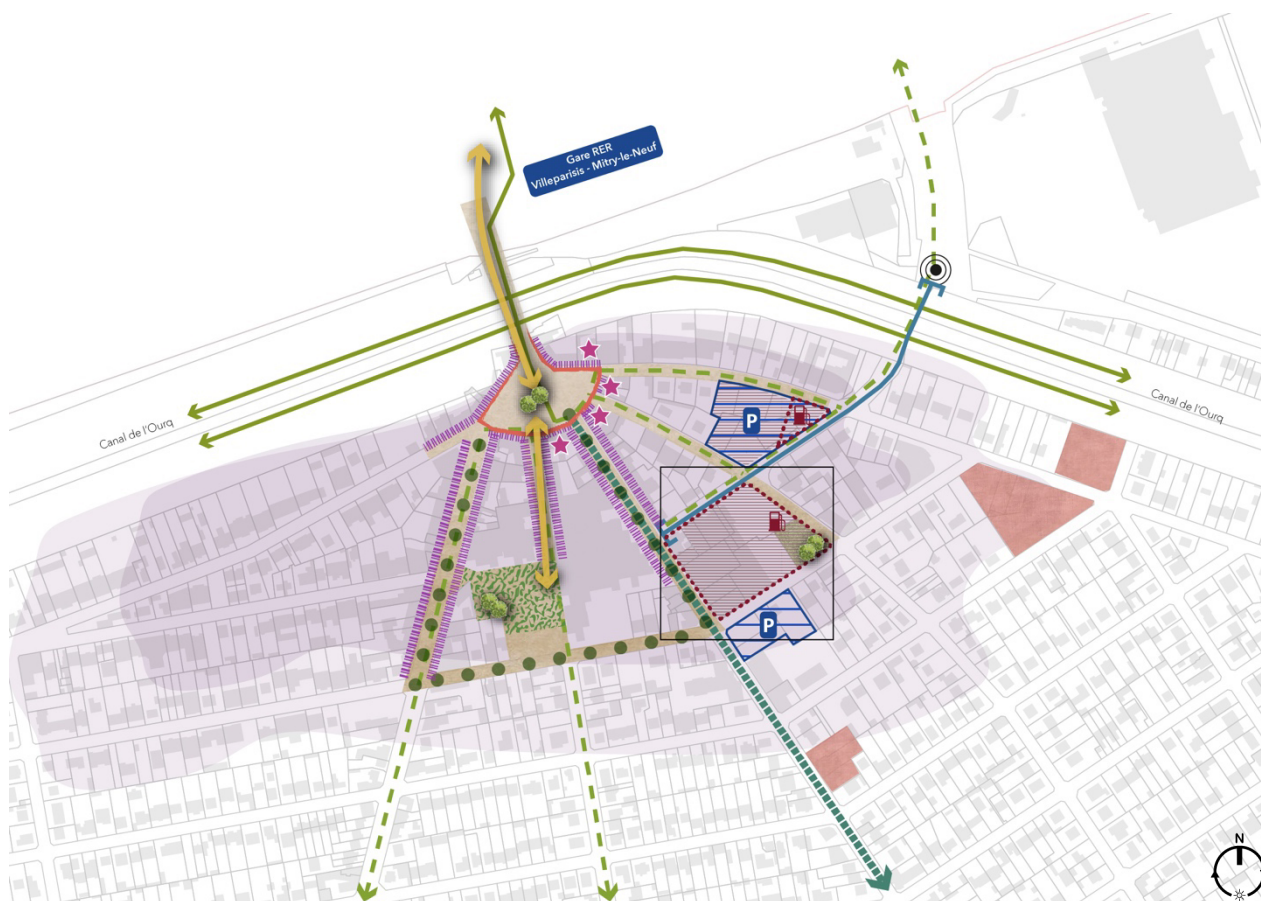 Gare RER
Villeparisis - Mitry-le-Neuf
Canal de l'Ourq
Canal de l'Ourq
P
P
N